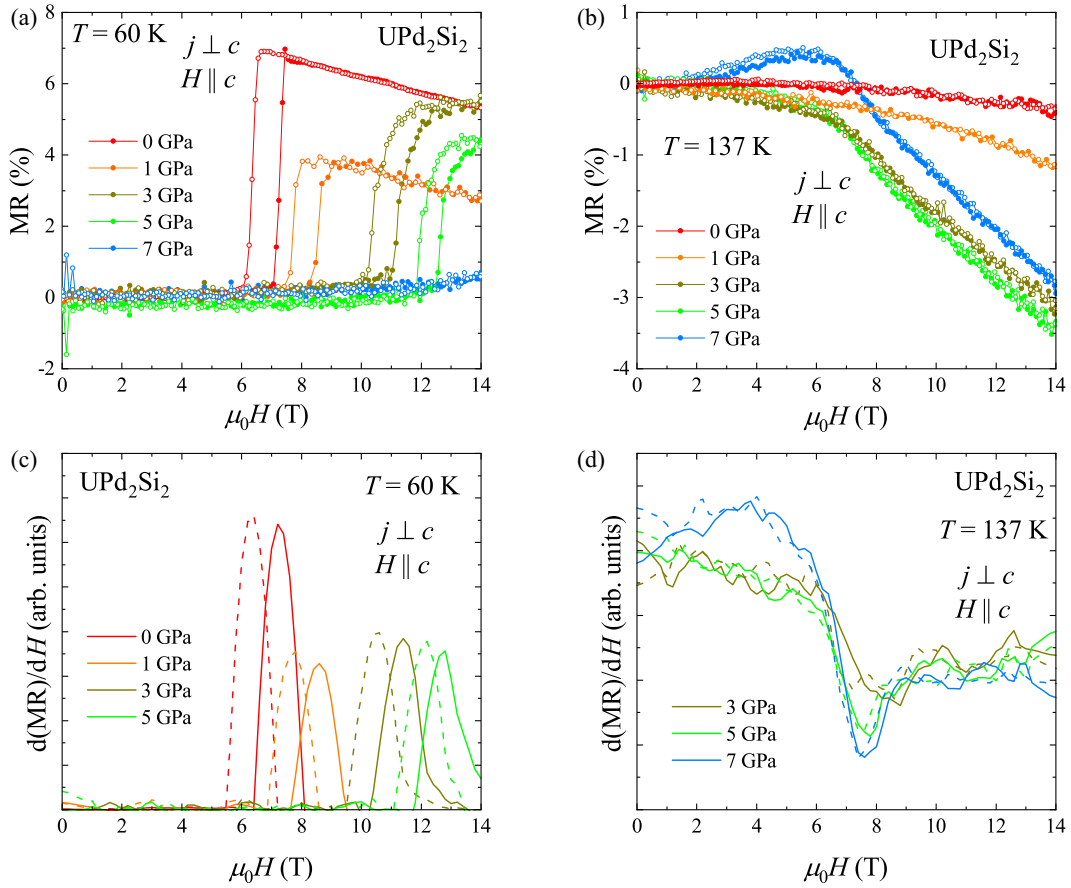 (a)
T = 60 K
UPd₂Si₂
j ⊥ c
H ∥ c
0 GPa
1 GPa
3 GPa
5 GPa
7 GPa
MR (%)
8
6
4
2
0
-2
0 2 4 6 8 10 12 14
μ₀H (T)
(b)
UPd₂Si₂
T = 137 K
j ⊥ c
H ∥ c
0 GPa
1 GPa
3 GPa
5 GPa
7 GPa
MR (%)
1
0
-1
-2
-3
-4
0 2 4 6 8 10 12 14
μ₀H (T)
(c)
UPd₂Si₂
T = 60 K
j ⊥ c
H ∥ c
0 GPa
1 GPa
3 GPa
5 GPa
d(MR)/dH (arb. units)
0 2 4 6 8 10 12 14
μ₀H (T)
(d)
UPd₂Si₂
T = 137 K
j ⊥ c
H ∥ c
3 GPa
5 GPa
7 GPa
d(MR)/dH (arb. units)
0 2 4 6 8 10 12 14
μ₀H (T)